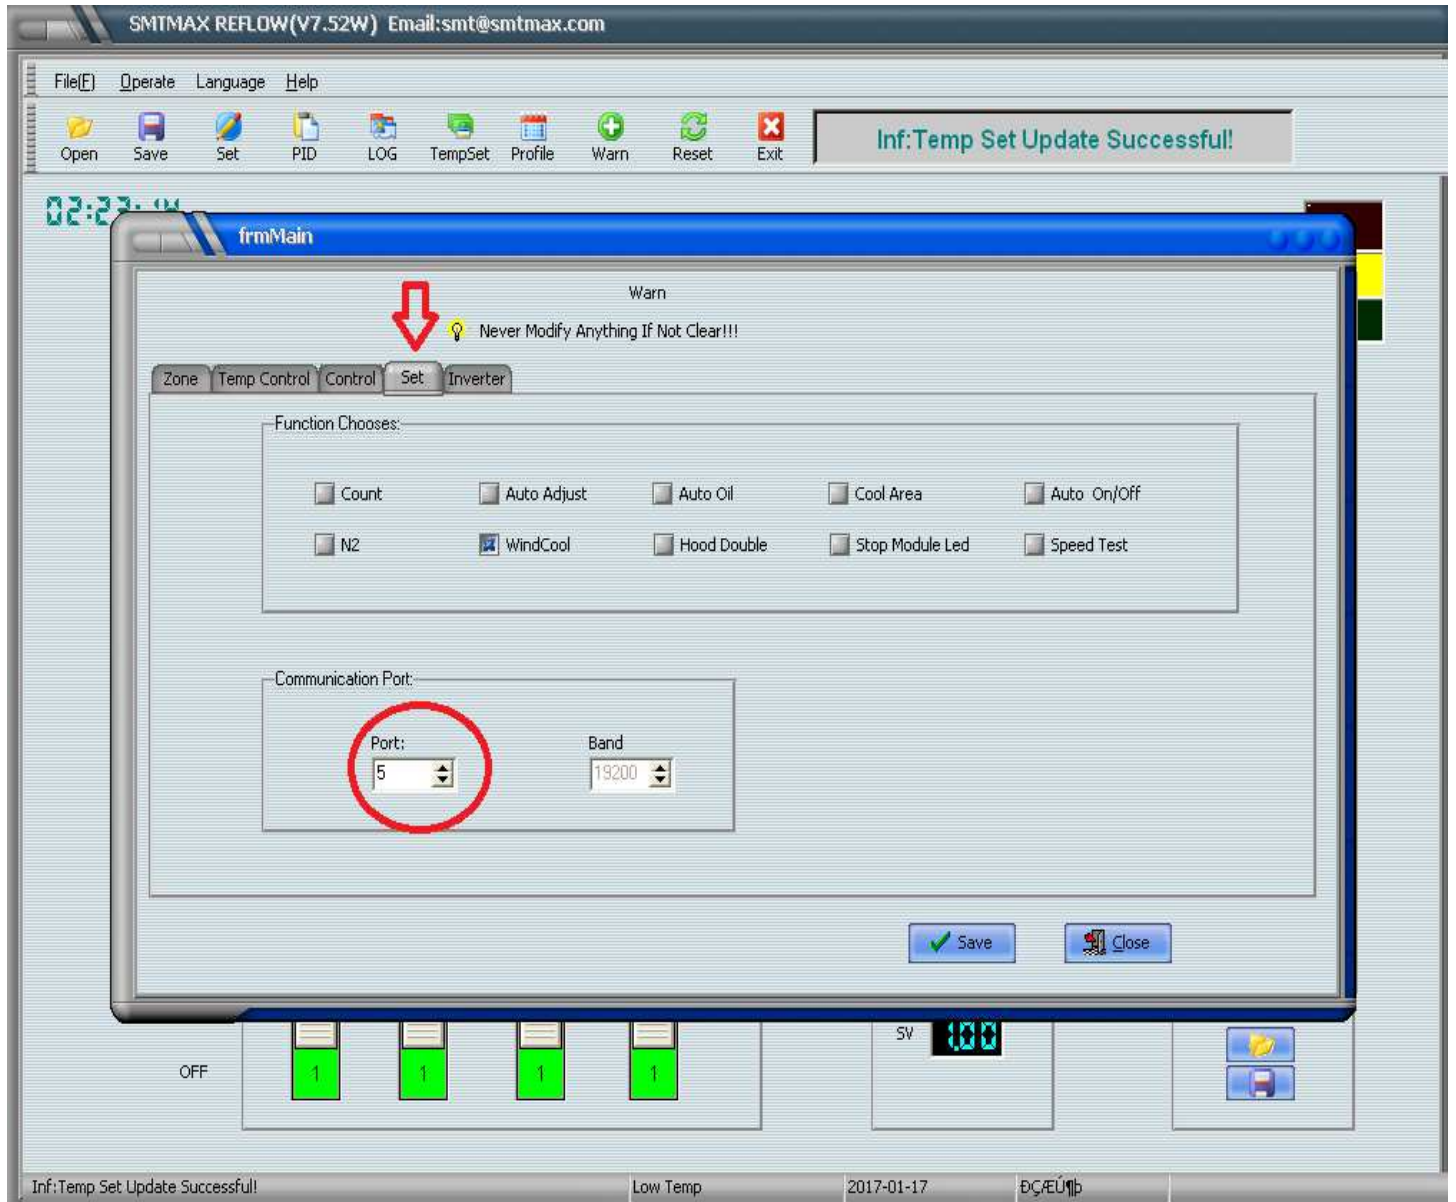 SMTMAX REFLOW(V7.52W) Email:smt@smtmax.com
File(F) Operate Language Help
Open Save Set PID LOG TempSet Profile Warn Reset Exit
Inf:Temp Set Update Successful!
frmMain
Warn
Never Modify Anything If Not Clear!!!
Zone Temp Control Control Set Inverter
Function Chooses:
Count Auto Adjust Auto Oil Cool Area Auto On/Off
N2 WindCool Hood Double Stop Module Led Speed Test
Communication Port:
Port: Band
5 19200
Save Close
SV 1.00
OFF 1 1 1 1
Inf:Temp Set Update Successful! Low Temp 2017-01-17 ÐÇÆÚ¶þ